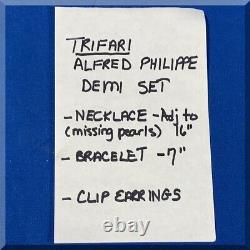 TRIFARI
ALFRED PHILIPPE
DEMI SET
- NECKLACE - Adj to
(missing pearls) 16"
- BRACELET - 7"
- CLIP EARRINGS